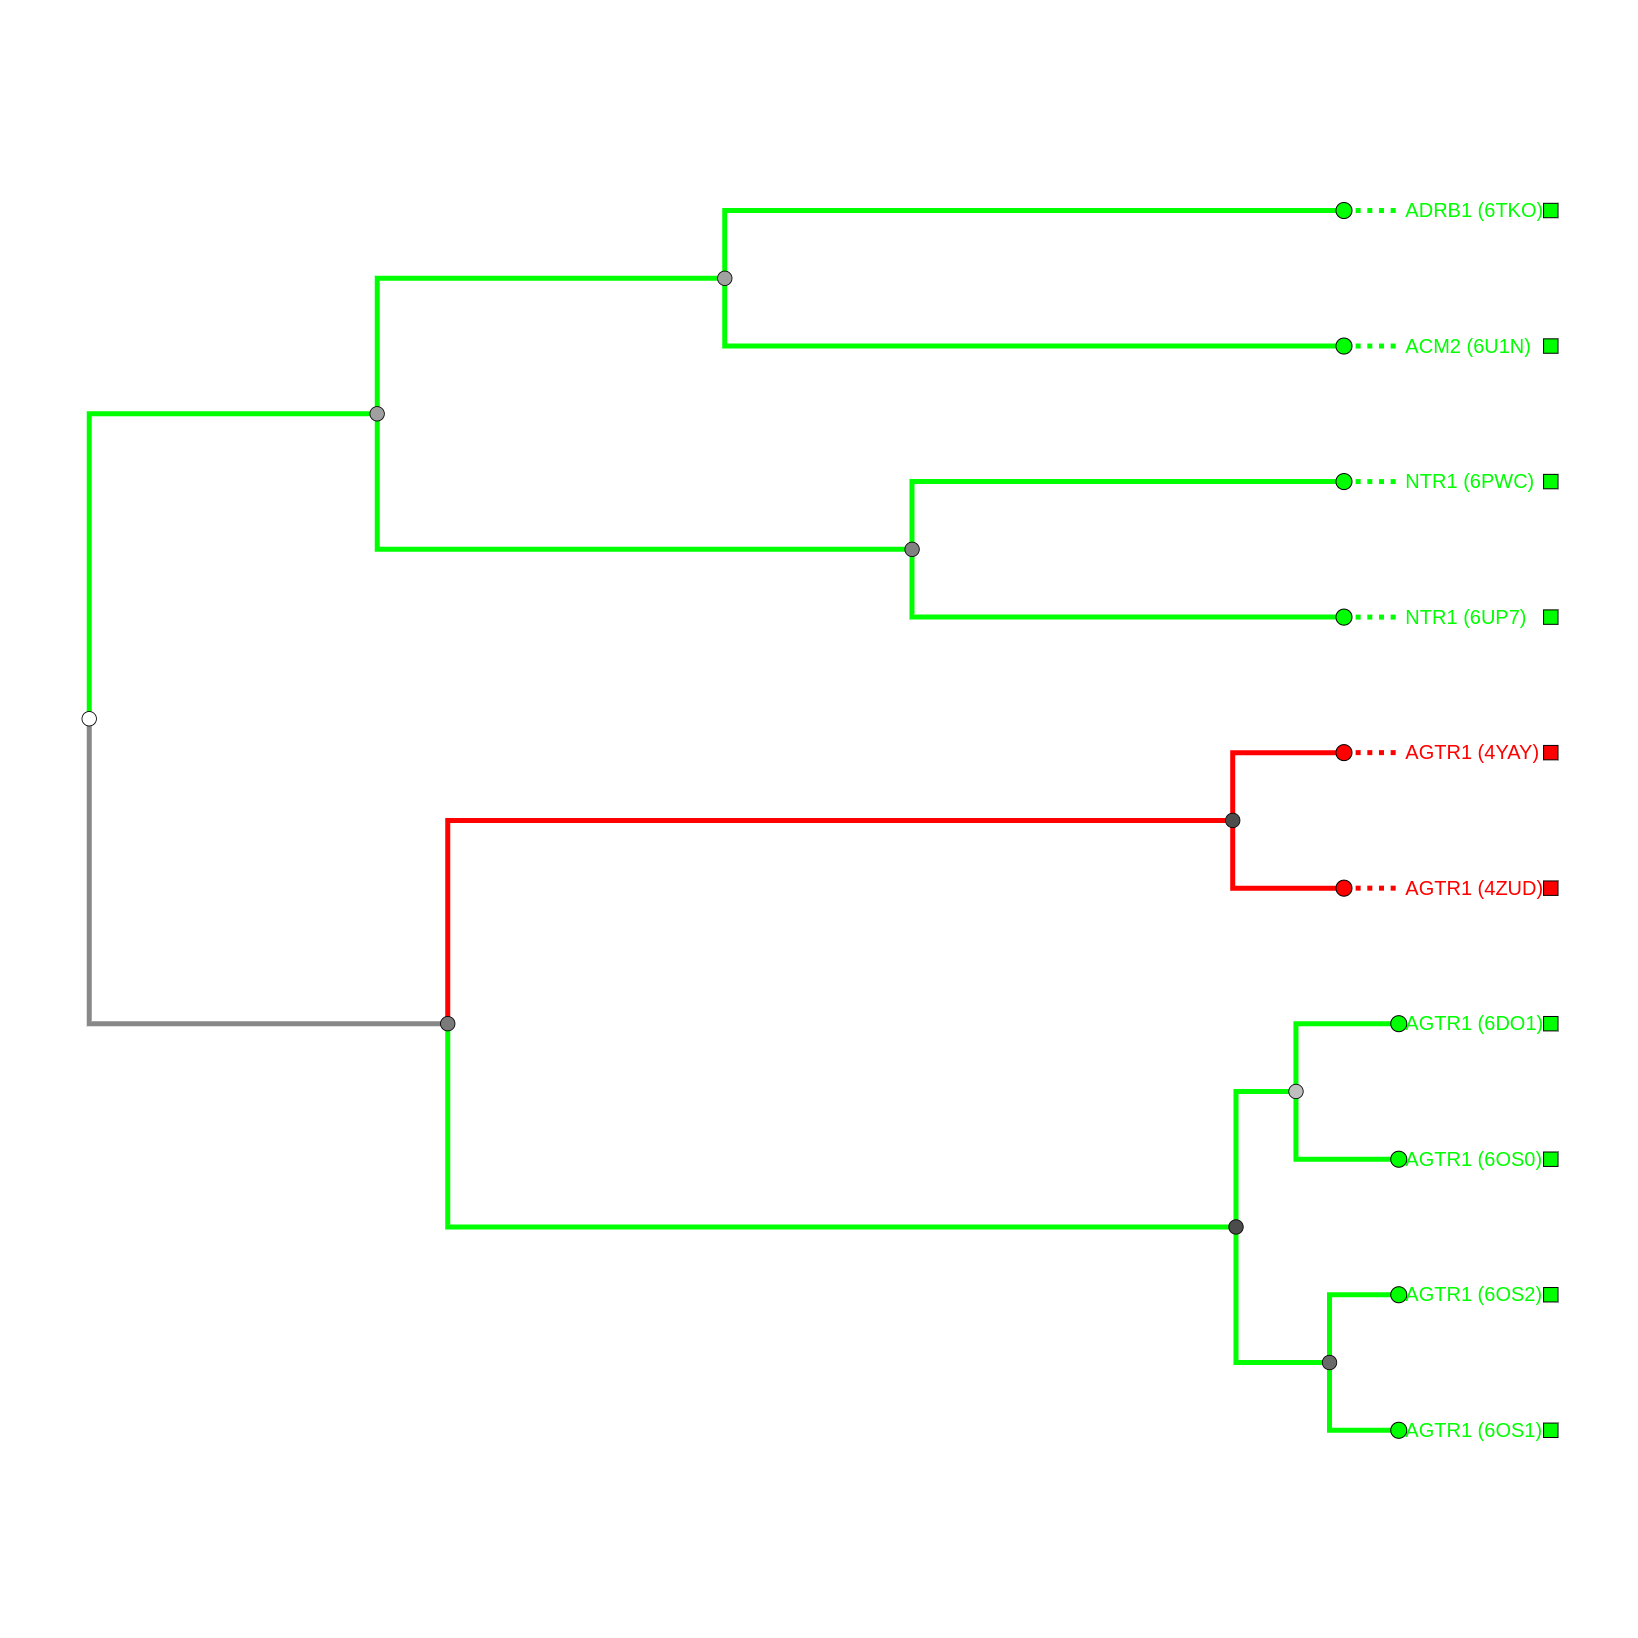 ADRB1 (6TKO)
ACM2 (6U1N)
NTR1 (6PWC)
NTR1 (6UP7)
AGTR1 (4YAY)
AGTR1 (4ZUD)
AGTR1 (6DO1)
AGTR1 (6OS0)
AGTR1 (6OS2)
AGTR1 (6OS1)